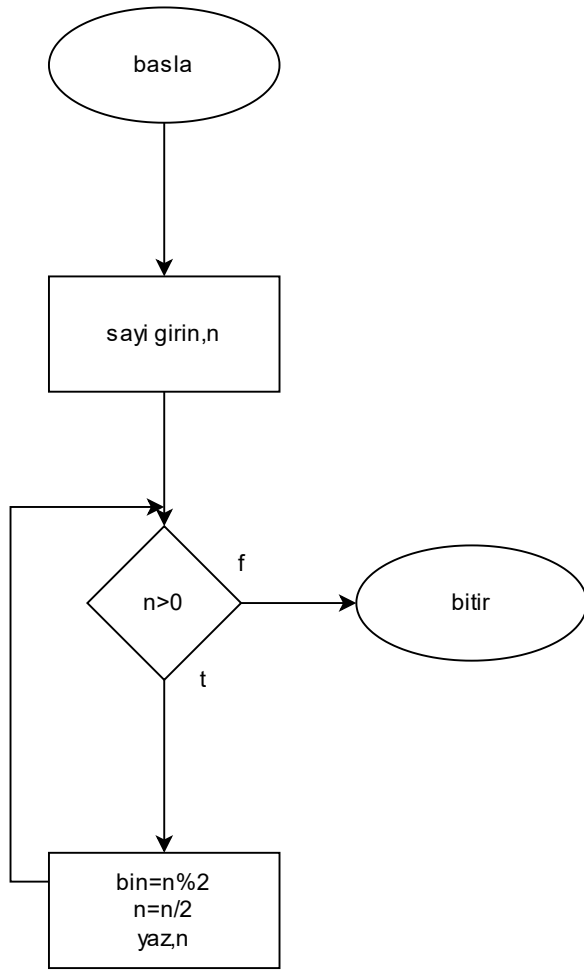 basla
sayi girin,n
n>0
f
bitir
t
bin=n%2
n=n/2
yaz,n